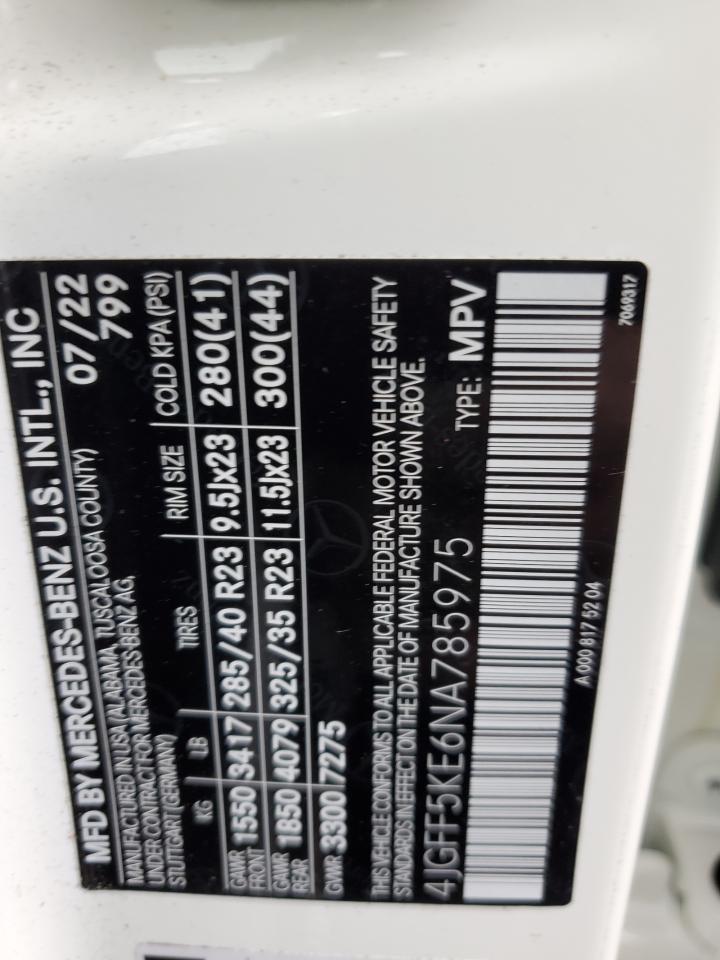 MFD BY MERCEDES-BENZ U.S. INTL., INC
MANUFACTURED IN USA (ALABAMA, TUSCALOOSA COUNTY) 07/22
UNDER CONTRACT FOR MERCEDES-BENZ AG, 799
STUTTGART (GERMANY)
KG LB TIRES RIM SIZE COLD KPA (PSI)
GAWR FRONT 1550 3417 285/40 R23 9.5Jx23 280(41)
GAWR REAR 1850 4079 325/35 R23 11.5Jx23 300(44)
GWR 3300 7275
THIS VEHICLE CONFORMS TO ALL APPLICABLE FEDERAL MOTOR VEHICLE SAFETY
STANDARDS IN EFFECT ON THE DATE OF MANUFACTURE SHOWN ABOVE.
4JGFF5KE6NA785975 TYPE: MPV
A 000 817 52 04 7069317